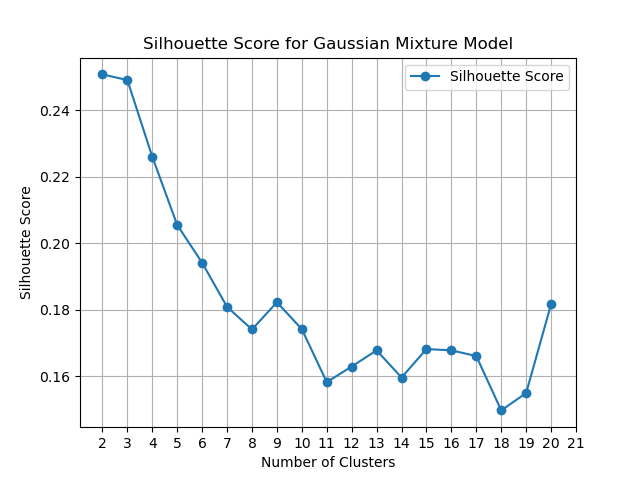 Silhouette Score for Gaussian Mixture Model
Silhouette Score
0.24
0.22
0.20
0.18
0.16
Silhouette Score
2 3 4 5 6 7 8 9 10 11 12 13 14 15 16 17 18 19 20 21
Number of Clusters